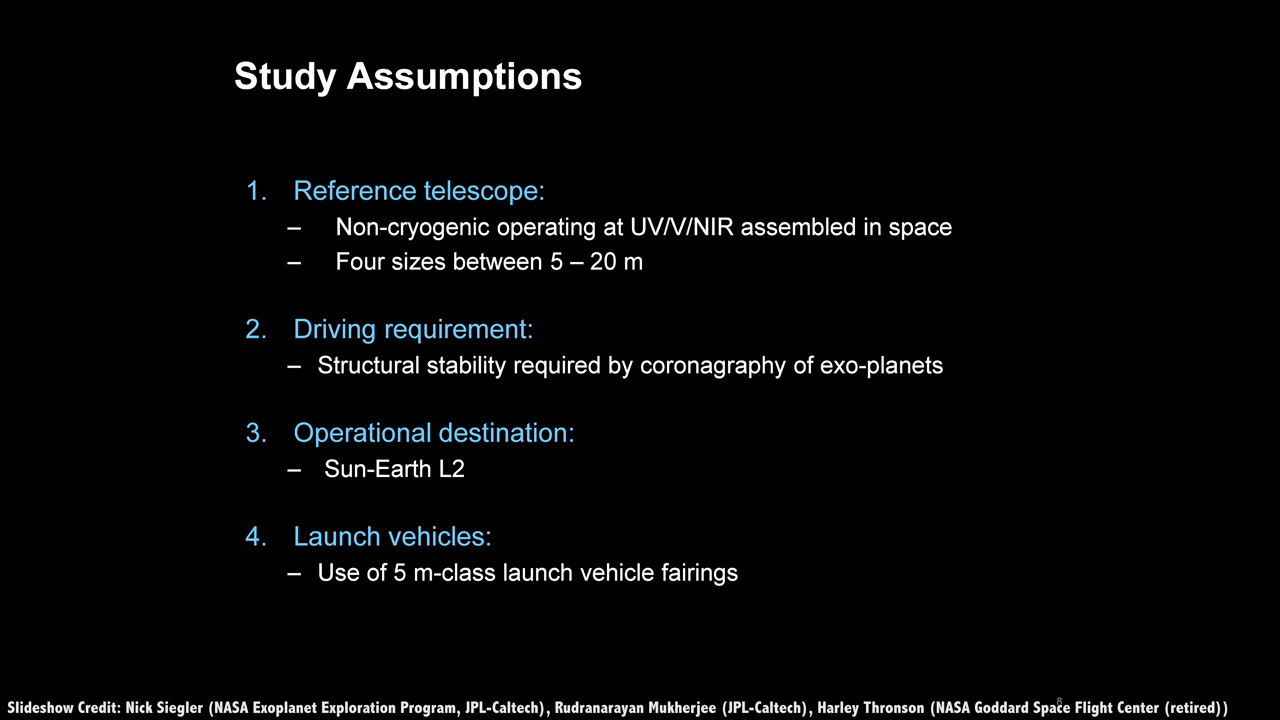 Study Assumptions
1. Reference telescope:
– Non-cryogenic operating at UV/V/NIR assembled in space
– Four sizes between 5 – 20 m
2. Driving requirement:
– Structural stability required by coronagraphy of exo-planets
3. Operational destination:
– Sun-Earth L2
4. Launch vehicles:
– Use of 5 m-class launch vehicle fairings
8
Slideshow Credit: Nick Siegler (NASA Exoplanet Exploration Program, JPL-Caltech), Rudranarayan Mukherjee (JPL-Caltech), Harley Thronson (NASA Goddard Space Flight Center (retired))